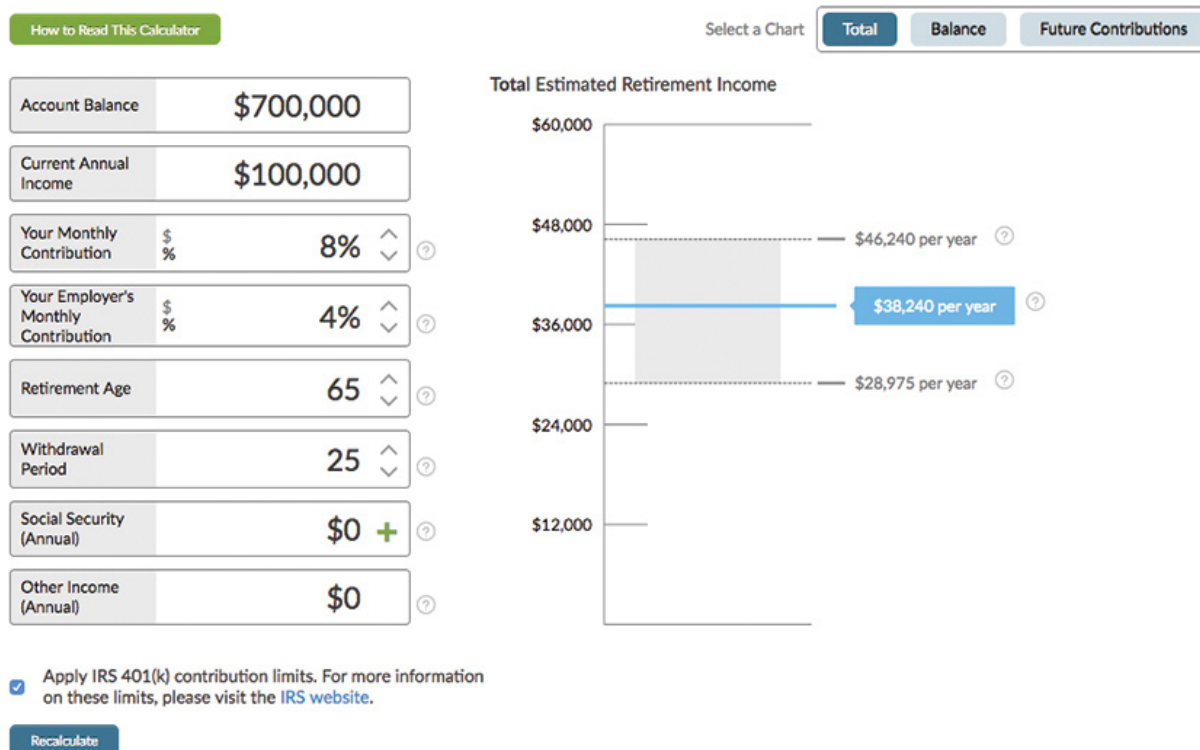 How to Read This Calculator
Select a Chart
Total
Balance
Future Contributions
Account Balance
$700,000
Current Annual
Income
$100,000
Your Monthly
Contribution
$
%
8%
?
Your Employer's
Monthly
Contribution
$
%
4%
?
Retirement Age
65
?
Withdrawal
Period
25
?
Social Security
(Annual)
$0 +
?
Other Income
(Annual)
$0
?
Total Estimated Retirement Income
$60,000
$48,000
$46,240 per year
?
$38,240 per year
?
$36,000
$28,975 per year
?
$24,000
$12,000
Apply IRS 401(k) contribution limits. For more information
on these limits, please visit the IRS website.
Recalculate